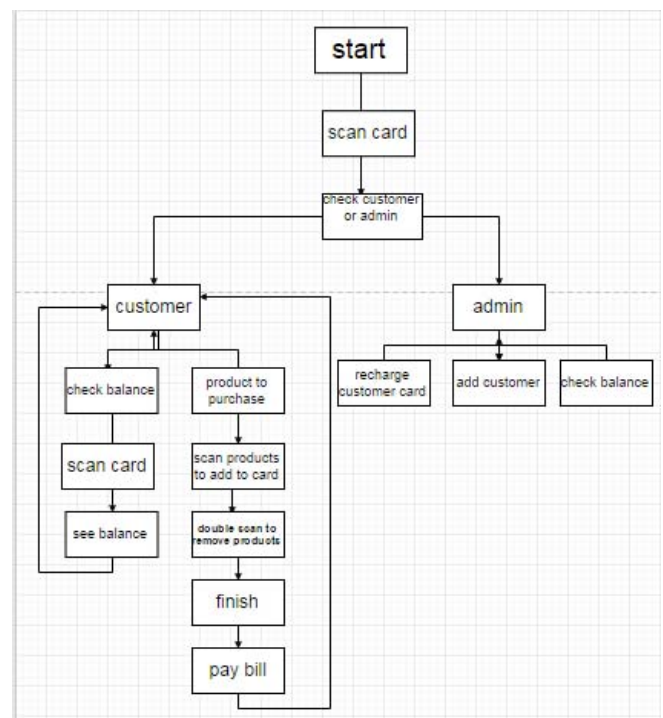 start
scan card
check customer
or admin
customer
admin
check balance
product to
purchase
recharge
customer card
add customer
check balance
scan card
scan products
to add to card
see balance
double scan to
remove products
finish
pay bill